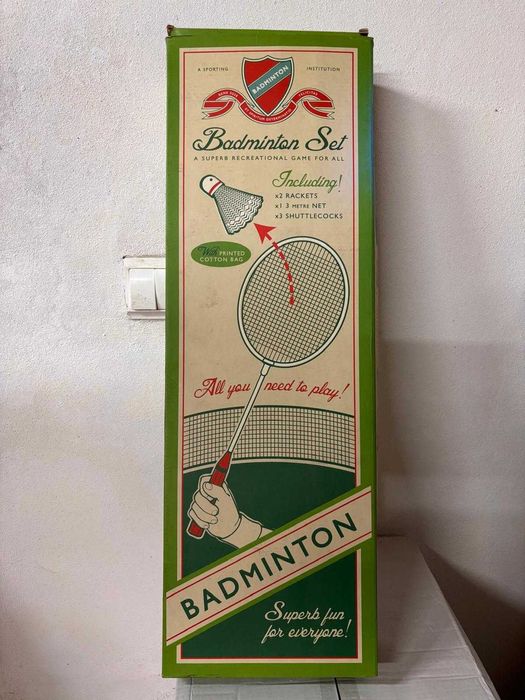 A SPORTING
INSTITUTION
BADMINTON
Badminton Set
A SUPERB RECREATIONAL GAME FOR ALL
Including!
x2 RACKETS
x1 3 METRE NET
x3 SHUTTLECOCKS
With PRINTED
COTTON BAG
All you need to play!
BADMINTON
Superb fun
for everyone!